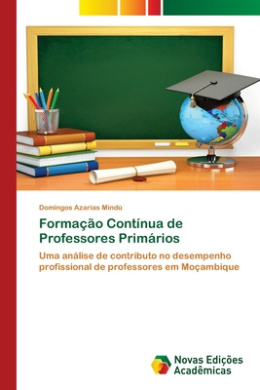 Domingos Azarias Mindo
Formação Contínua de
Professores Primários
Uma análise de contributo no desempenho
profissional de professores em Moçambique
Novas Edições
Acadêmicas